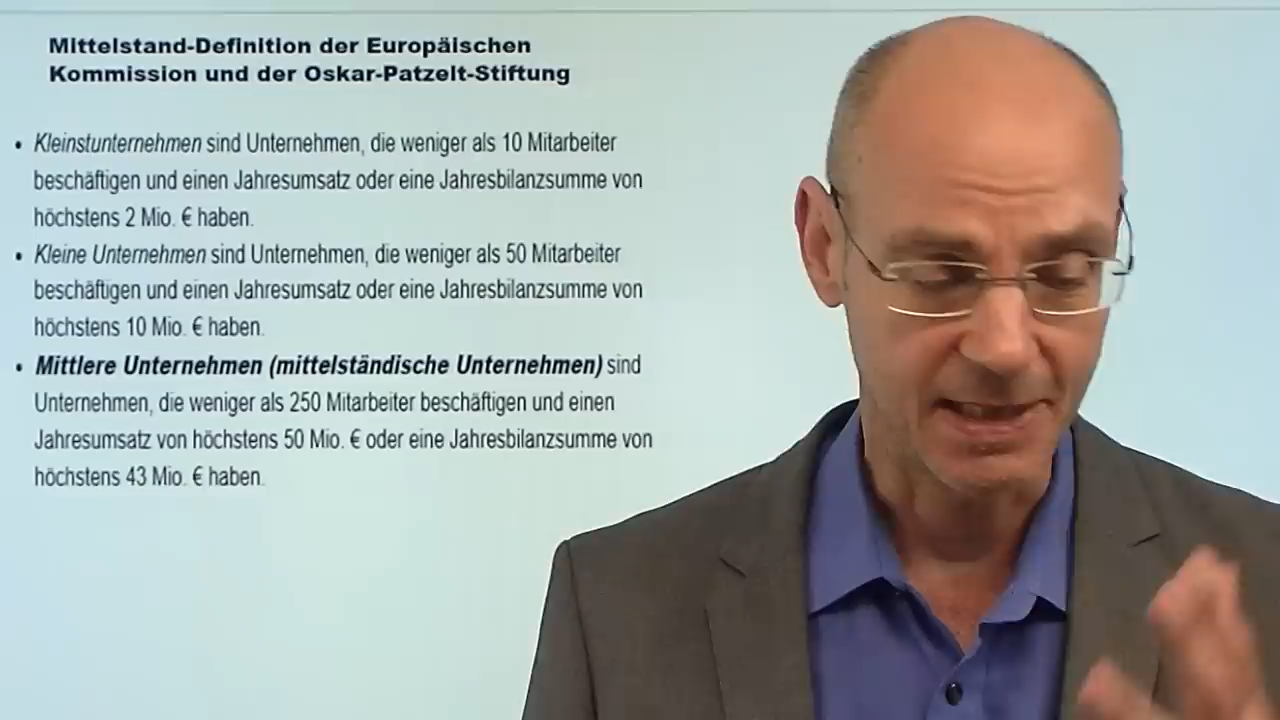 Mittelstand-Definition der Europäischen
Kommission und der Oskar-Patzelt-Stiftung
• Kleinstunternehmen sind Unternehmen, die weniger als 10 Mitarbeiter
beschäftigen und einen Jahresumsatz oder eine Jahresbilanzsumme von
höchstens 2 Mio. € haben.
• Kleine Unternehmen sind Unternehmen, die weniger als 50 Mitarbeiter
beschäftigen und einen Jahresumsatz oder eine Jahresbilanzsumme von
höchstens 10 Mio. € haben.
• Mittlere Unternehmen (mittelständische Unternehmen) sind
Unternehmen, die weniger als 250 Mitarbeiter beschäftigen und einen
Jahresumsatz von höchstens 50 Mio. € oder eine Jahresbilanzsumme von
höchstens 43 Mio. € haben.